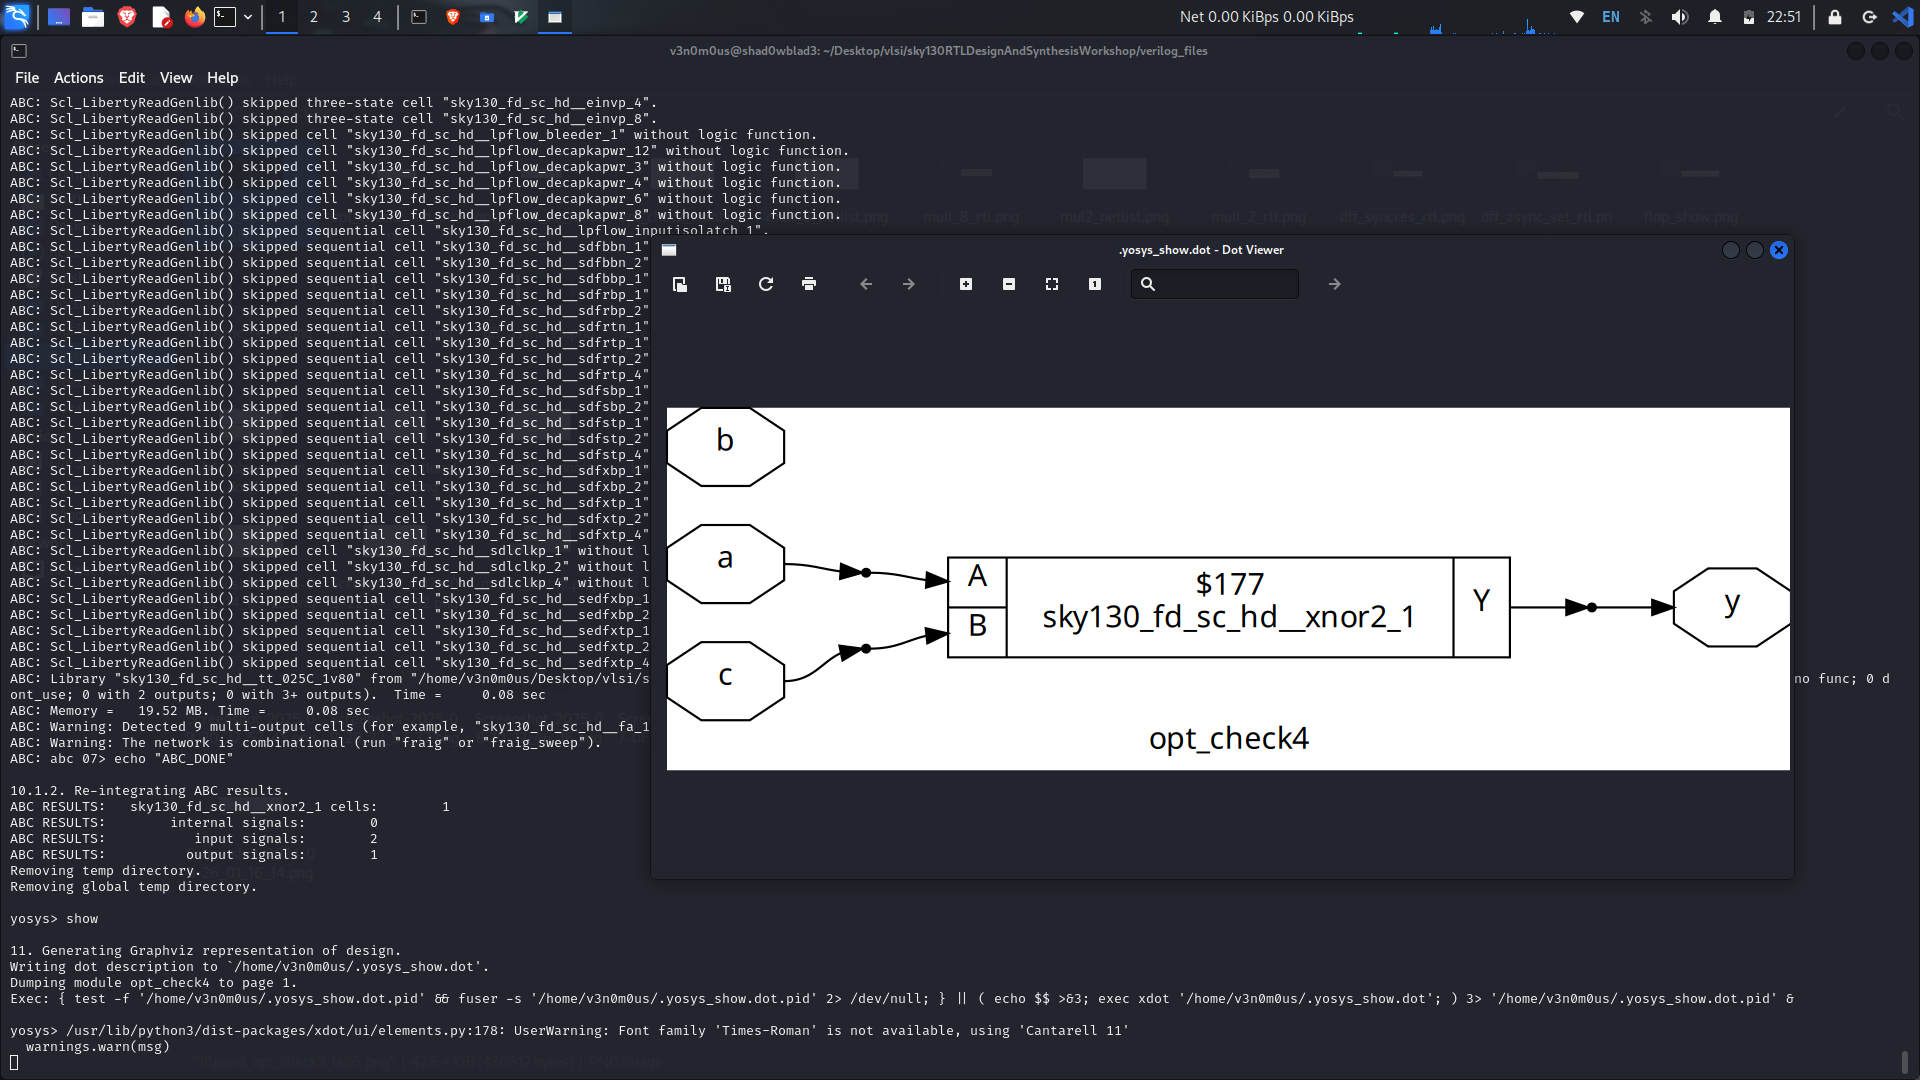 1 2 3 4
Net 0.00 KiBps 0.00 KiBps
EN
22:51
v3n0m0us@shad0wblad3: ~/Desktop/vlsi/sky130RTLDesignAndSynthesisWorkshop/verilog_files
File Actions Edit View Help
ABC: Scl_LibertyReadGenlib() skipped three-state cell "sky130_fd_sc_hd__einvp_4".
ABC: Scl_LibertyReadGenlib() skipped three-state cell "sky130_fd_sc_hd__einvp_8".
ABC: Scl_LibertyReadGenlib() skipped cell "sky130_fd_sc_hd__lpflow_bleeder_1" without logic function.
ABC: Scl_LibertyReadGenlib() skipped cell "sky130_fd_sc_hd__lpflow_decapkapwr_12" without logic function.
ABC: Scl_LibertyReadGenlib() skipped cell "sky130_fd_sc_hd__lpflow_decapkapwr_3" without logic function.
ABC: Scl_LibertyReadGenlib() skipped cell "sky130_fd_sc_hd__lpflow_decapkapwr_4" without logic function.
ABC: Scl_LibertyReadGenlib() skipped cell "sky130_fd_sc_hd__lpflow_decapkapwr_6" without logic function.
ABC: Scl_LibertyReadGenlib() skipped cell "sky130_fd_sc_hd__lpflow_decapkapwr_8" without logic function.
ABC: Scl_LibertyReadGenlib() skipped sequential cell "sky130_fd_sc_hd__lpflow_inputisolatch_1".
ABC: Scl_LibertyReadGenlib() skipped sequential cell "sky130_fd_sc_hd__sdfbbn_1"
ABC: Scl_LibertyReadGenlib() skipped sequential cell "sky130_fd_sc_hd__sdfbbn_2"
ABC: Scl_LibertyReadGenlib() skipped sequential cell "sky130_fd_sc_hd__sdfbbp_1"
ABC: Scl_LibertyReadGenlib() skipped sequential cell "sky130_fd_sc_hd__sdfrbp_1"
ABC: Scl_LibertyReadGenlib() skipped sequential cell "sky130_fd_sc_hd__sdfrbp_2"
ABC: Scl_LibertyReadGenlib() skipped sequential cell "sky130_fd_sc_hd__sdfrtn_1"
ABC: Scl_LibertyReadGenlib() skipped sequential cell "sky130_fd_sc_hd__sdfrtp_1"
ABC: Scl_LibertyReadGenlib() skipped sequential cell "sky130_fd_sc_hd__sdfrtp_2"
ABC: Scl_LibertyReadGenlib() skipped sequential cell "sky130_fd_sc_hd__sdfrtp_4"
ABC: Scl_LibertyReadGenlib() skipped sequential cell "sky130_fd_sc_hd__sdfsbp_1"
ABC: Scl_LibertyReadGenlib() skipped sequential cell "sky130_fd_sc_hd__sdfsbp_2"
ABC: Scl_LibertyReadGenlib() skipped sequential cell "sky130_fd_sc_hd__sdfstp_1"
ABC: Scl_LibertyReadGenlib() skipped sequential cell "sky130_fd_sc_hd__sdfstp_2"
ABC: Scl_LibertyReadGenlib() skipped sequential cell "sky130_fd_sc_hd__sdfstp_4"
ABC: Scl_LibertyReadGenlib() skipped sequential cell "sky130_fd_sc_hd__sdfxbp_1"
ABC: Scl_LibertyReadGenlib() skipped sequential cell "sky130_fd_sc_hd__sdfxbp_2"
ABC: Scl_LibertyReadGenlib() skipped sequential cell "sky130_fd_sc_hd__sdfxtp_1"
ABC: Scl_LibertyReadGenlib() skipped sequential cell "sky130_fd_sc_hd__sdfxtp_2"
ABC: Scl_LibertyReadGenlib() skipped sequential cell "sky130_fd_sc_hd__sdfxtp_4"
ABC: Scl_LibertyReadGenlib() skipped cell "sky130_fd_sc_hd__sdlclkp_1" without l
ABC: Scl_LibertyReadGenlib() skipped cell "sky130_fd_sc_hd__sdlclkp_2" without l
ABC: Scl_LibertyReadGenlib() skipped cell "sky130_fd_sc_hd__sdlclkp_4" without l
ABC: Scl_LibertyReadGenlib() skipped sequential cell "sky130_fd_sc_hd__sedfxbp_1
ABC: Scl_LibertyReadGenlib() skipped sequential cell "sky130_fd_sc_hd__sedfxbp_2
ABC: Scl_LibertyReadGenlib() skipped sequential cell "sky130_fd_sc_hd__sedfxtp_1
ABC: Scl_LibertyReadGenlib() skipped sequential cell "sky130_fd_sc_hd__sedfxtp_2
ABC: Scl_LibertyReadGenlib() skipped sequential cell "sky130_fd_sc_hd__sedfxtp_4
ABC: Library "sky130_fd_sc_hd__tt_025C_1v80" from "/home/v3n0m0us/Desktop/vlsi/s no func; 0 d
ont_use; 0 with 2 outputs; 0 with 3+ outputs). Time = 0.08 sec
ABC: Memory = 19.52 MB. Time = 0.08 sec
ABC: Warning: Detected 9 multi-output cells (for example, "sky130_fd_sc_hd__fa_1
ABC: Warning: The network is combinational (run "fraig" or "fraig_sweep").
ABC: abc 07> echo "ABC_DONE"
10.1.2. Re-integrating ABC results.
ABC RESULTS: sky130_fd_sc_hd__xnor2_1 cells: 1
ABC RESULTS: internal signals: 0
ABC RESULTS: input signals: 2
ABC RESULTS: output signals: 1
Removing temp directory.
Removing global temp directory.
yosys> show
11. Generating Graphviz representation of design.
Writing dot description to `/home/v3n0m0us/.yosys_show.dot'.
Dumping module opt_check4 to page 1.
Exec: { test -f '/home/v3n0m0us/.yosys_show.dot.pid' && fuser -s '/home/v3n0m0us/.yosys_show.dot.pid' 2> /dev/null; } || ( echo $$ >&3; exec xdot '/home/v3n0m0us/.yosys_show.dot'; ) 3> '/home/v3n0m0us/.yosys_show.dot.pid' &
yosys> /usr/lib/python3/dist-packages/xdot/ui/elements.py:178: UserWarning: Font family 'Times-Roman' is not available, using 'Cantarell 11'
warnings.warn(msg)
.yosys_show.dot - Dot Viewer
b
a
c
A
B
$177
sky130_fd_sc_hd__xnor2_1
Y
y
opt_check4